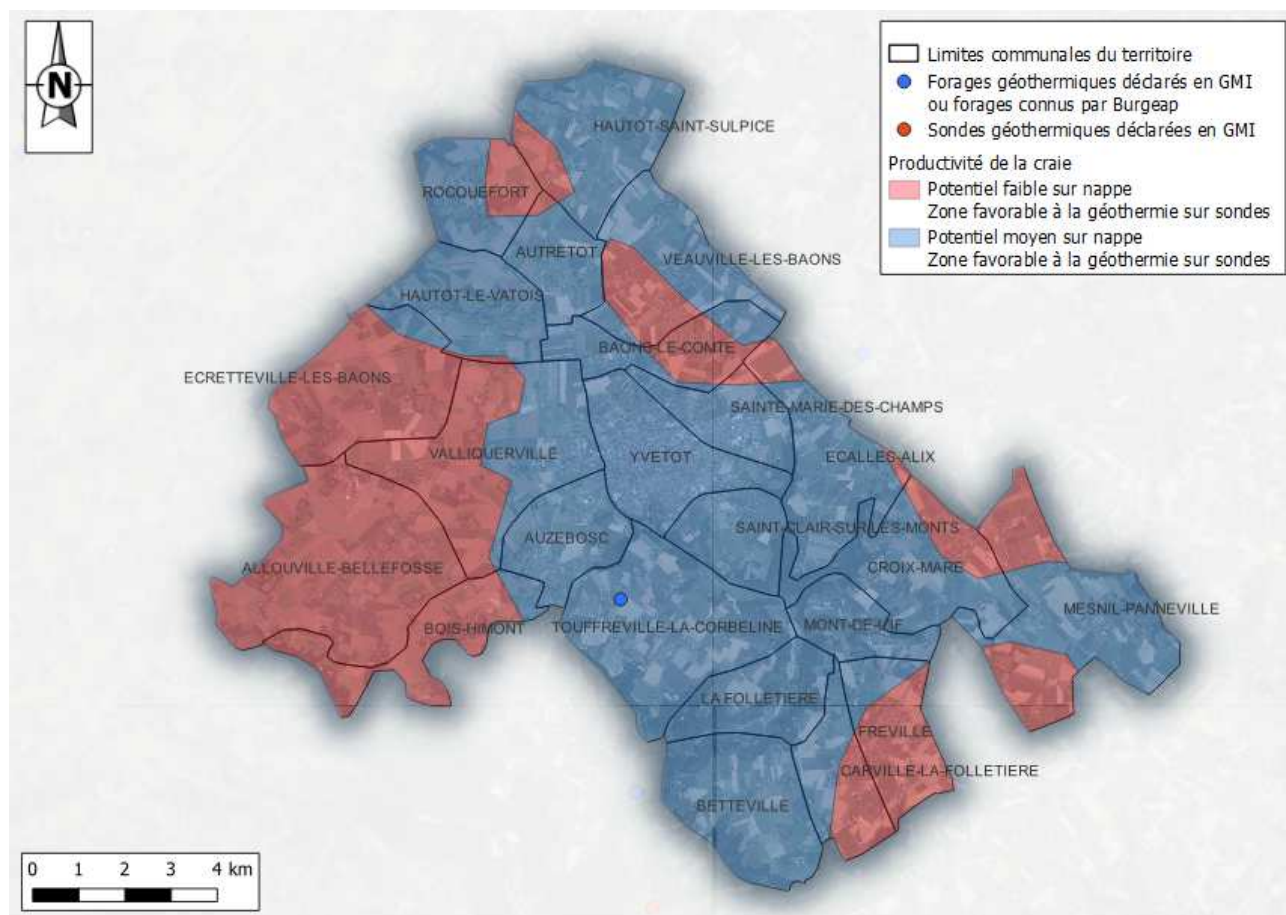 N
Limites communales du territoire
Forages géothermiques déclarés en GMI
ou forages connus par Burgeap
Sondes géothermiques déclarées en GMI
Productivité de la craie
Potentiel faible sur nappe
Zone favorable à la géothermie sur sondes
Potentiel moyen sur nappe
Zone favorable à la géothermie sur sondes
HAUTOT-SAINT-SULPICE
ROCQUEFORT
AUTRETOT
VEAUVILLE-LES-BAONS
HAUTOT-LE-VATOIS
BAONS-LE-COMTE
ECRETTEVILLE-LES-BAONS
SAINTE-MARIE-DES-CHAMPS
VALLIQUERVILLE
YVETOT
ECALLES-ALIX
AUZEBOSC
SAINT-CLAIR-SUR-LES-MONTS
ALLOUVILLE-BELLEFOSSE
CROIX-MARE
MESNIL-PANNEVILLE
BOIS-HIMONT
TOUFFREVILLE-LA-CORBELINE
MONT-DE-L'IF
LA FOLLETIERE
FREVILLE
CARVILLE-LA-FOLLETIERE
BETTEVILLE
0 1 2 3 4 km